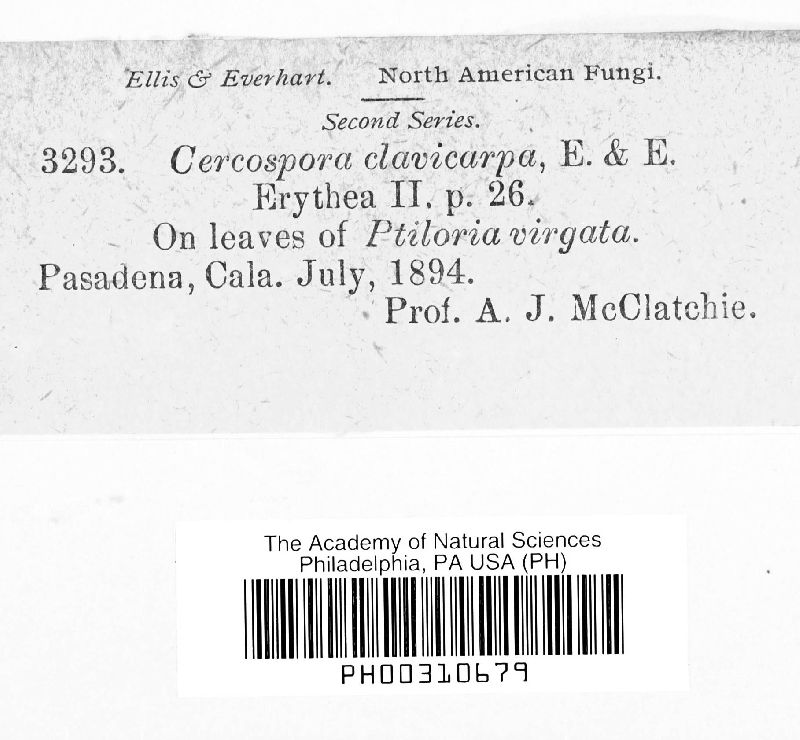 Ellis & Everhart. North American Fungi.
Second Series.
3293. Cercospora clavicarpa, E. & E.
Erythea II. p. 26.
On leaves of Ptiloria virgata.
Pasadena, Cala. July, 1894.
Prof. A. J. McClatchie.
The Academy of Natural Sciences
Philadelphia, PA USA (PH)
PH00310679